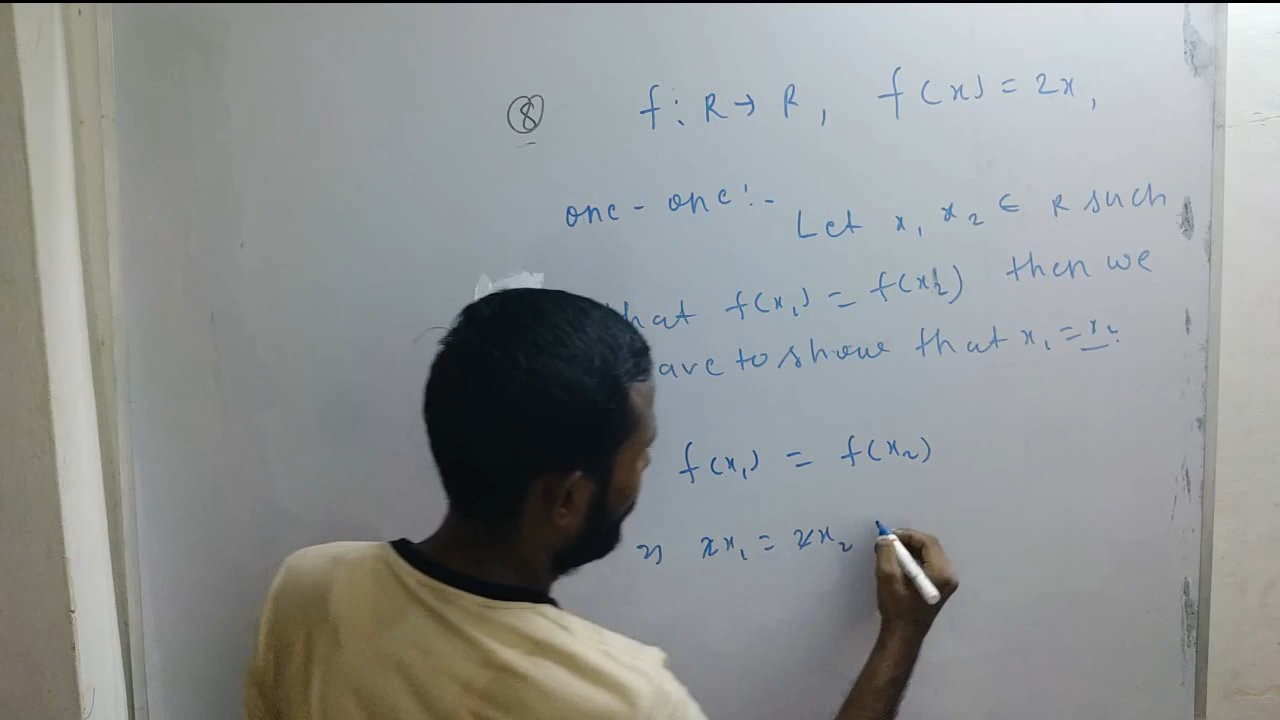 ⑧ f : R → R, f(x) = 2x,
one-one :- Let x₁ x₂ ∈ R such
hat f(x₁) = f(x₂) then we
ave to show that x₁ = x₂.
f(x₁) = f(x₂)
⇒ 2x₁ = 2x₂